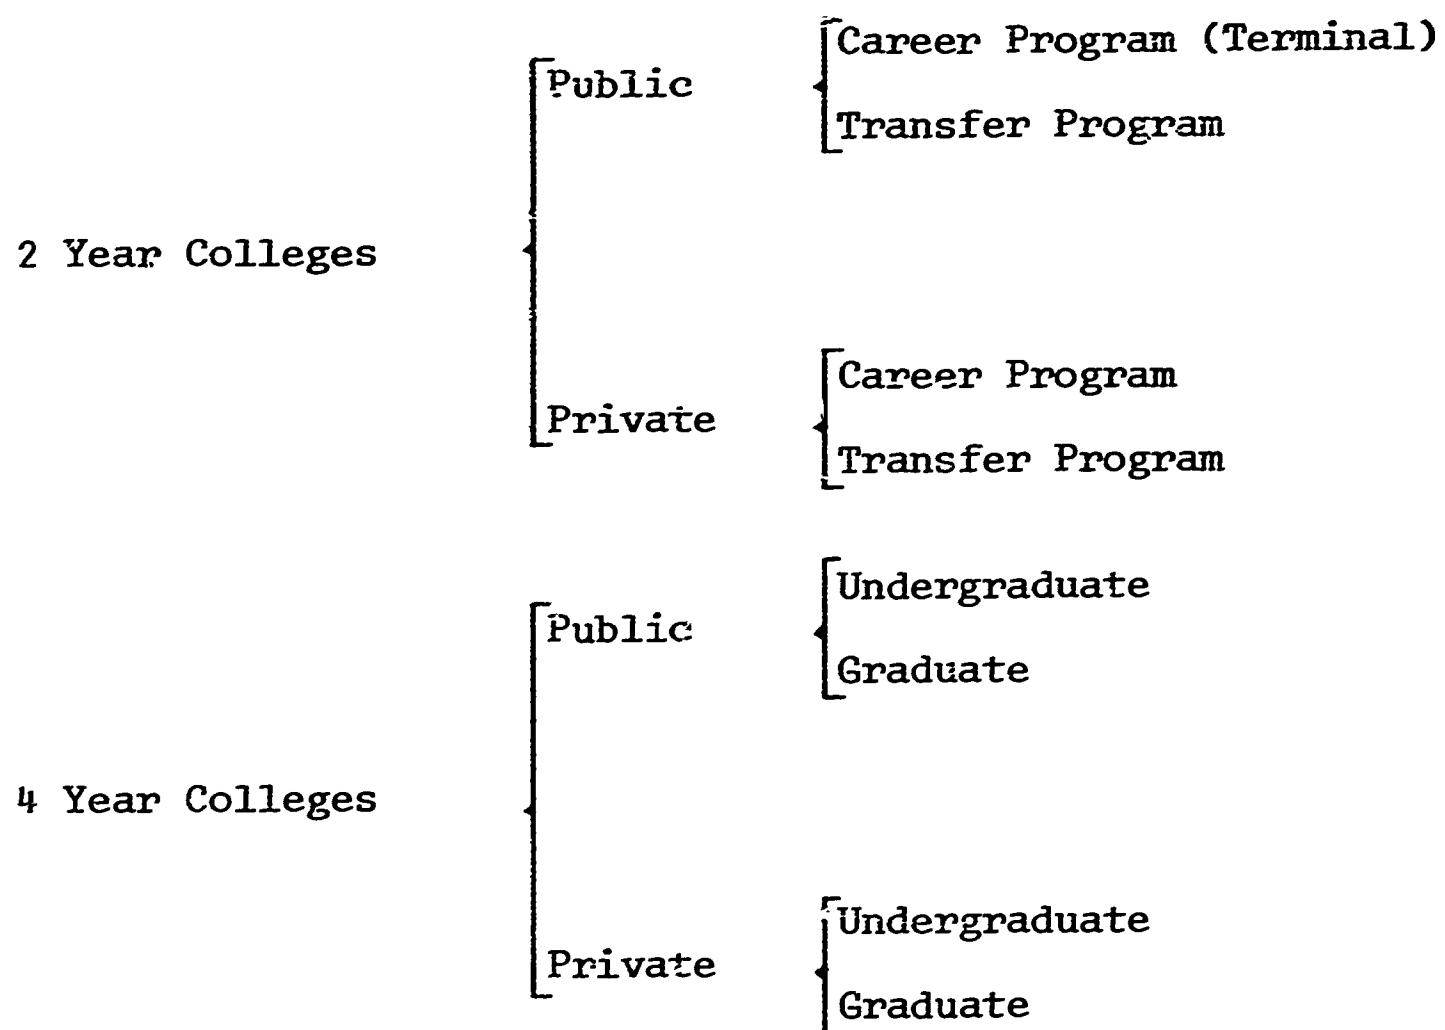 Career Program (Terminal)
Public
Transfer Program
2 Year Colleges
Career Program
Private
Transfer Program
Undergraduate
Public
Graduate
4 Year Colleges
Undergraduate
Private
Graduate